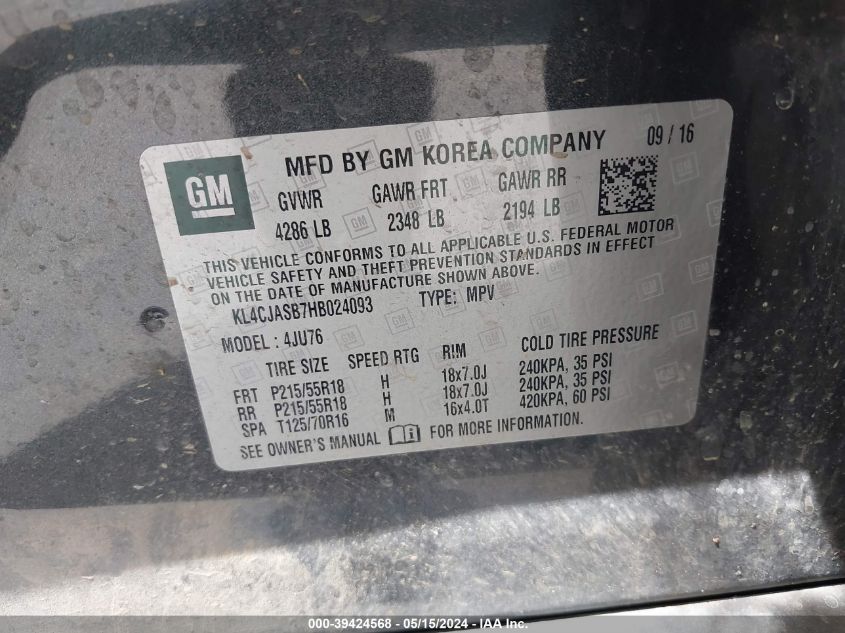 GM
MFD BY GM KOREA COMPANY 09 / 16
GVWR GAWR FRT GAWR RR
4286 LB 2348 LB 2194 LB
THIS VEHICLE CONFORMS TO ALL APPLICABLE U.S. FEDERAL MOTOR
VEHICLE SAFETY AND THEFT PREVENTION STANDARDS IN EFFECT
ON THE DATE OF MANUFACTURE SHOWN ABOVE.
KL4CJASB7HB024093 TYPE: MPV
MODEL : 4JU76
TIRE SIZE SPEED RTG RIM COLD TIRE PRESSURE
FRT P215/55R18 H 18x7.0J 240KPA, 35 PSI
RR P215/55R18 H 18x7.0J 240KPA, 35 PSI
SPA T125/70R16 M 16x4.0T 420KPA, 60 PSI
SEE OWNER'S MANUAL FOR MORE INFORMATION.
000-39424568 - 05/15/2024 - IAA Inc.